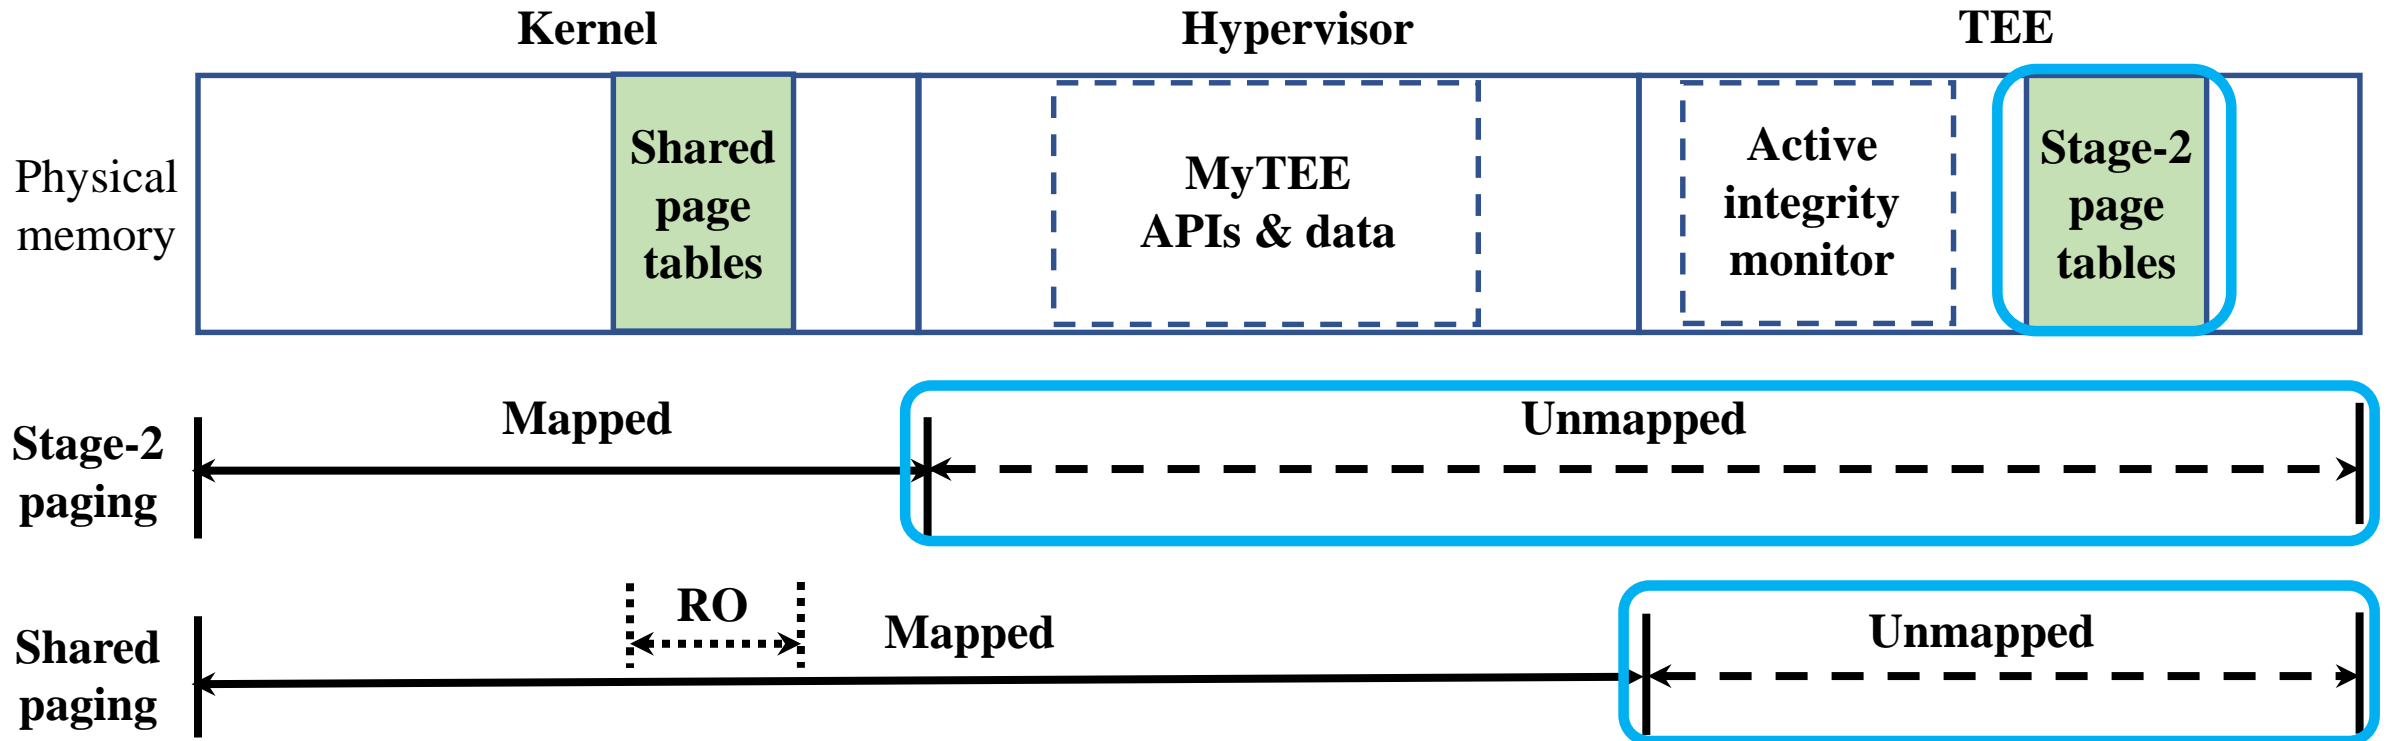 Kernel
Hypervisor
TEE
Physical
memory
Shared
page
tables
MyTEE
APIs & data
Active
integrity
monitor
Stage-2
page
tables
Stage-2
paging
Mapped
Unmapped
Shared
paging
RO
Mapped
Unmapped